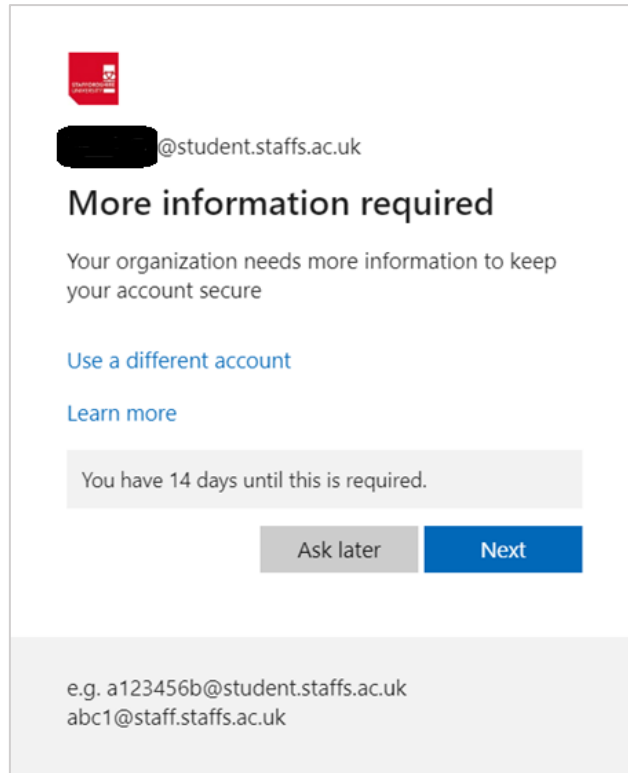 STAFFORDSHIRE
UNIVERSITY
@student.staffs.ac.uk
More information required
Your organization needs more information to keep
your account secure
Use a different account
Learn more
You have 14 days until this is required.
Ask later
Next
e.g. a123456b@student.staffs.ac.uk
abc1@staff.staffs.ac.uk